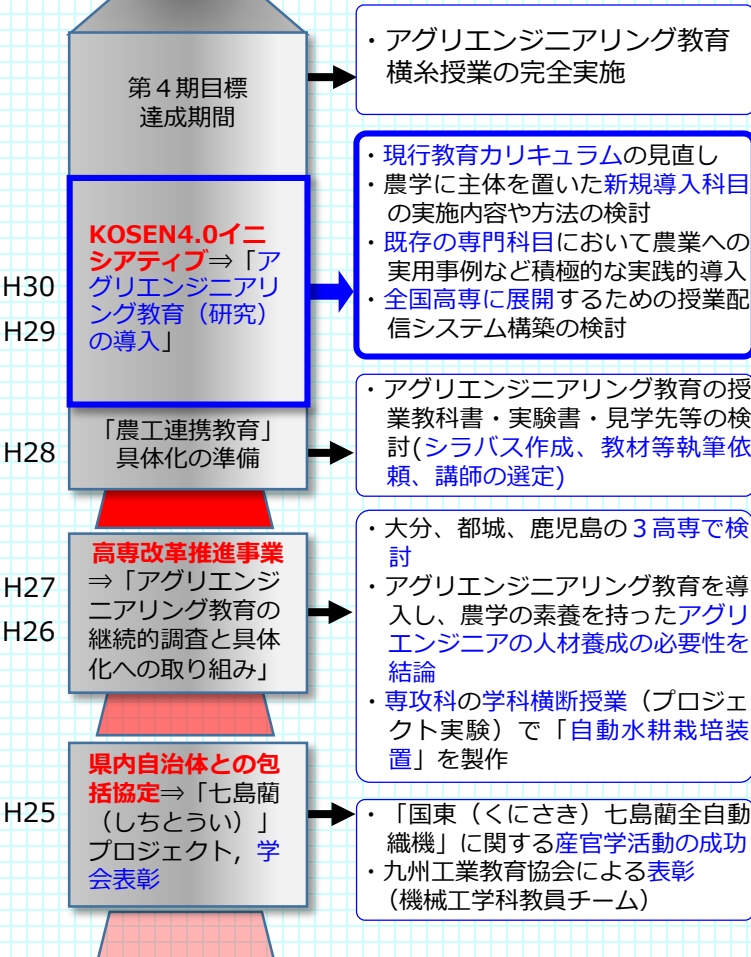 第４期目標
達成期間
・アグリエンジニアリング教育
横糸授業の完全実施
H30
H29
KOSEN4.0イニ
シアティブ⇒「ア
グリエンジニアリ
ング教育（研究）
の導入」
・現行教育カリキュラムの見直し
・農学に主体を置いた新規導入科目
の実施内容や方法の検討
・既存の専門科目において農業への
実用事例など積極的な実践的導入
・全国高専に展開するための授業配
信システム構築の検討
H28
「農工連携教育」
具体化の準備
・アグリエンジニアリング教育の授
業教科書・実験書・見学先等の検
討(シラバス作成、教材等執筆依
頼、講師の選定)
H27
H26
高専改革推進事業
⇒「アグリエンジ
ニアリング教育の
継続的調査と具体
化への取り組み」
・大分、都城、鹿児島の３高専で検
討
・アグリエンジニアリング教育を導
入し、農学の素養を持ったアグリ
エンジニアの人材養成の必要性を
結論
・専攻科の学科横断授業（プロジェ
クト実験）で「自動水耕栽培装
置」を製作
H25
県内自治体との包
括協定⇒「七島藺
（しちとうい）」
プロジェクト，学
会表彰
・「国東（くにさき）七島藺全自動
織機」に関する産官学活動の成功
・九州工業教育協会による表彰
（機械工学科教員チーム）